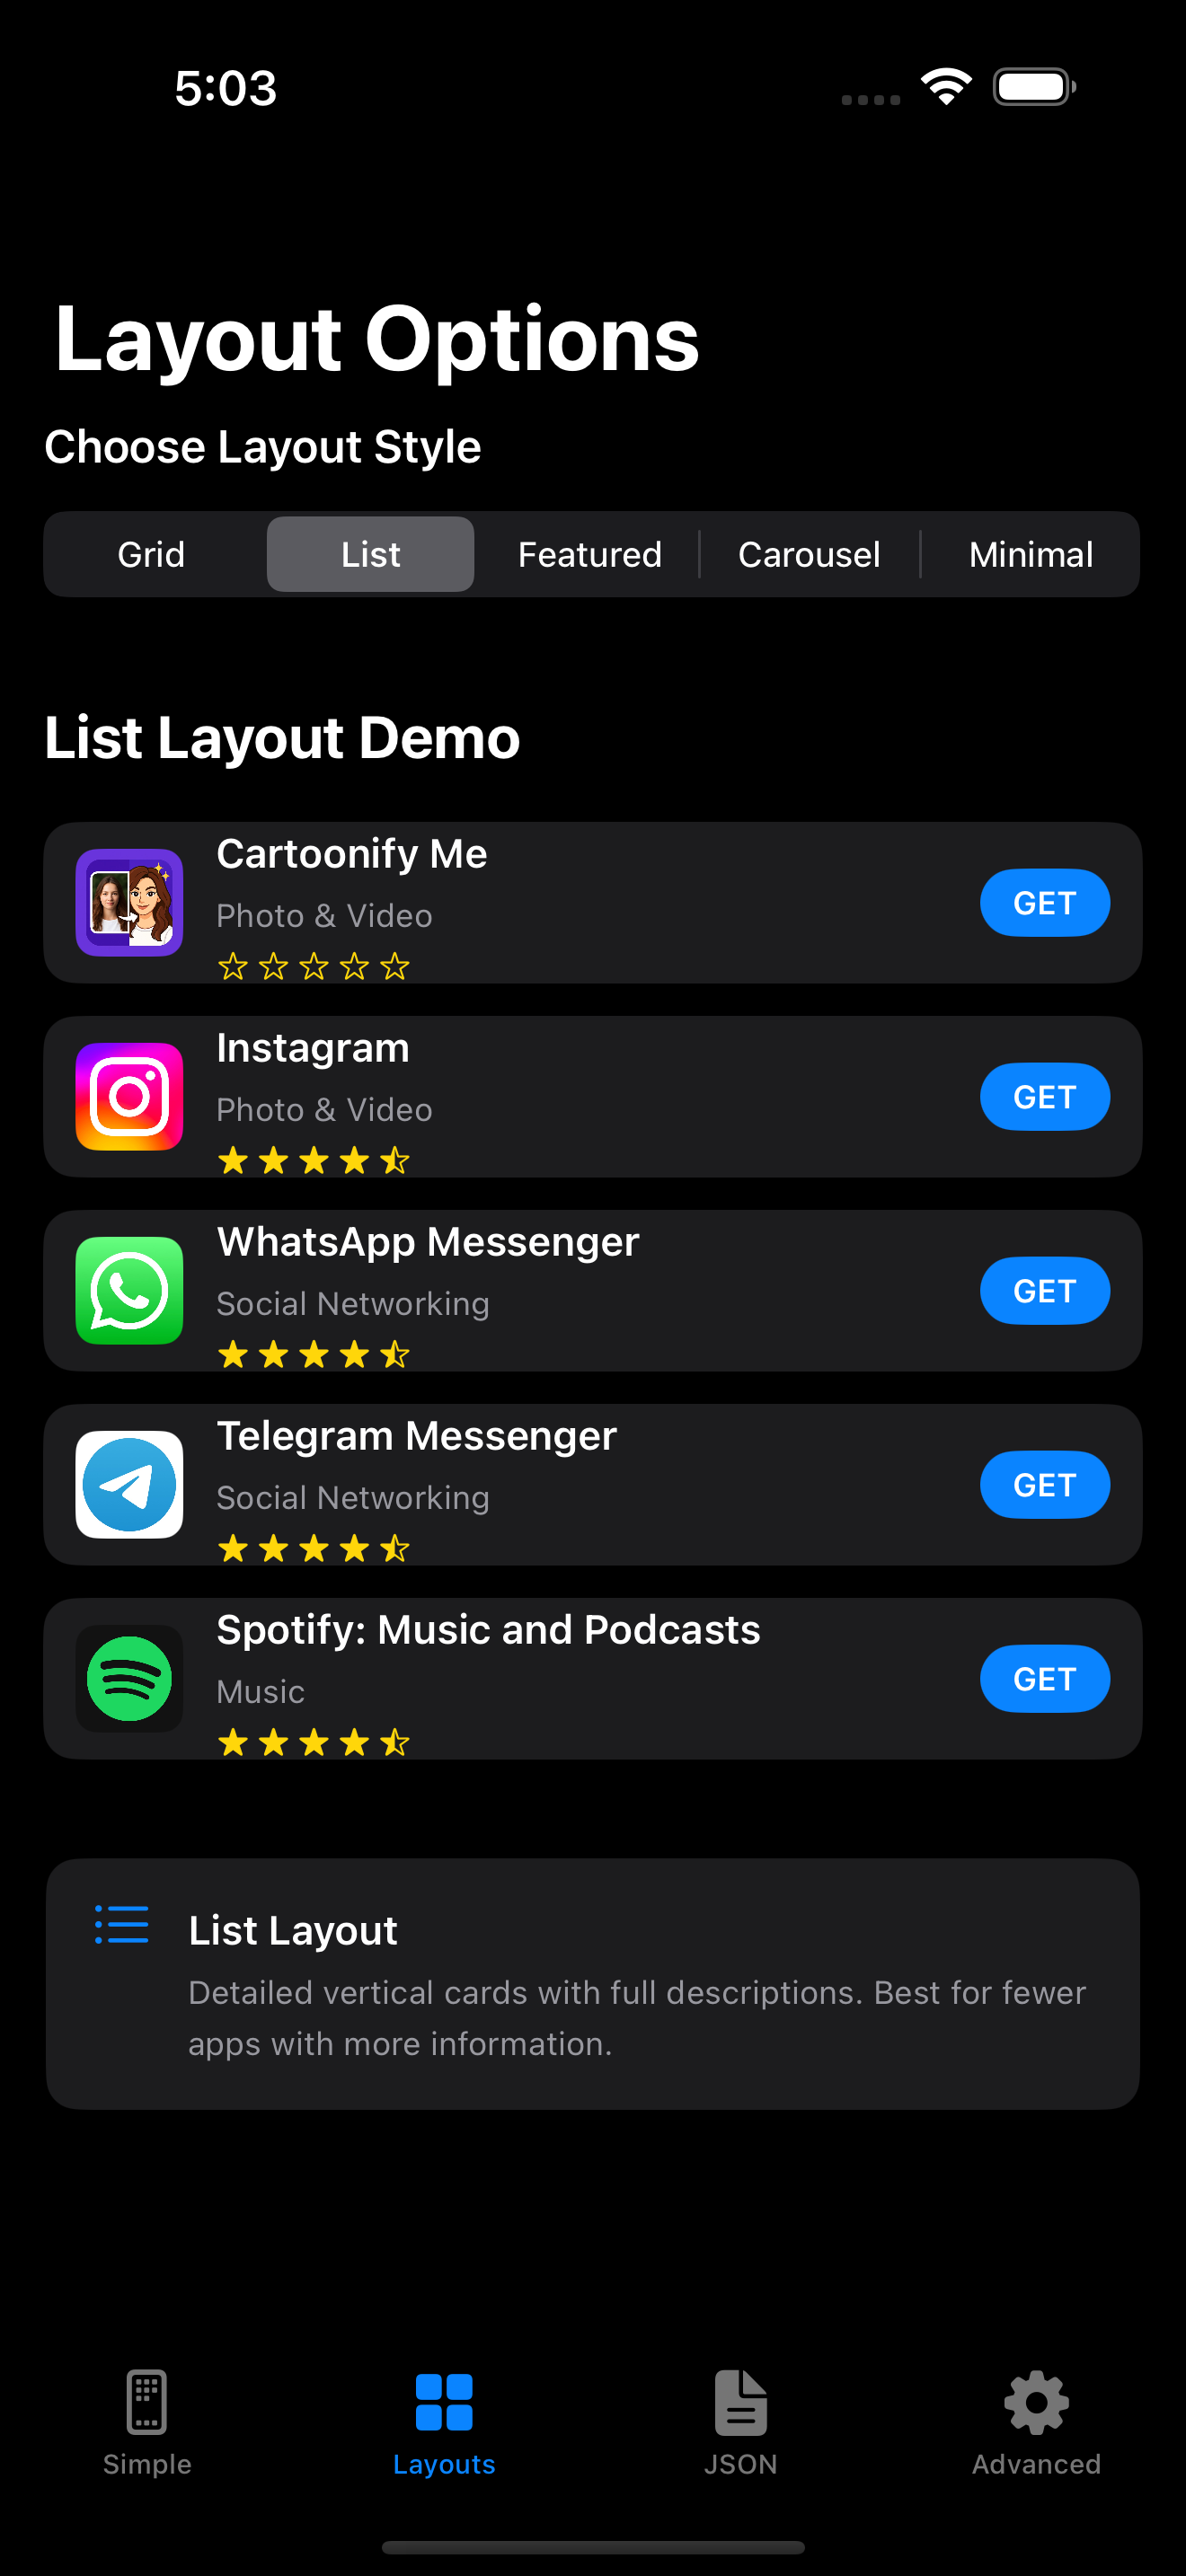 5:03
Layout Options
Choose Layout Style
Grid List Featured Carousel Minimal
List Layout Demo
Cartoonify Me
Photo & Video
GET
Instagram
Photo & Video
GET
WhatsApp Messenger
Social Networking
GET
Telegram Messenger
Social Networking
GET
Spotify: Music and Podcasts
Music
GET
List Layout
Detailed vertical cards with full descriptions. Best for fewer
apps with more information.
Simple Layouts JSON Advanced